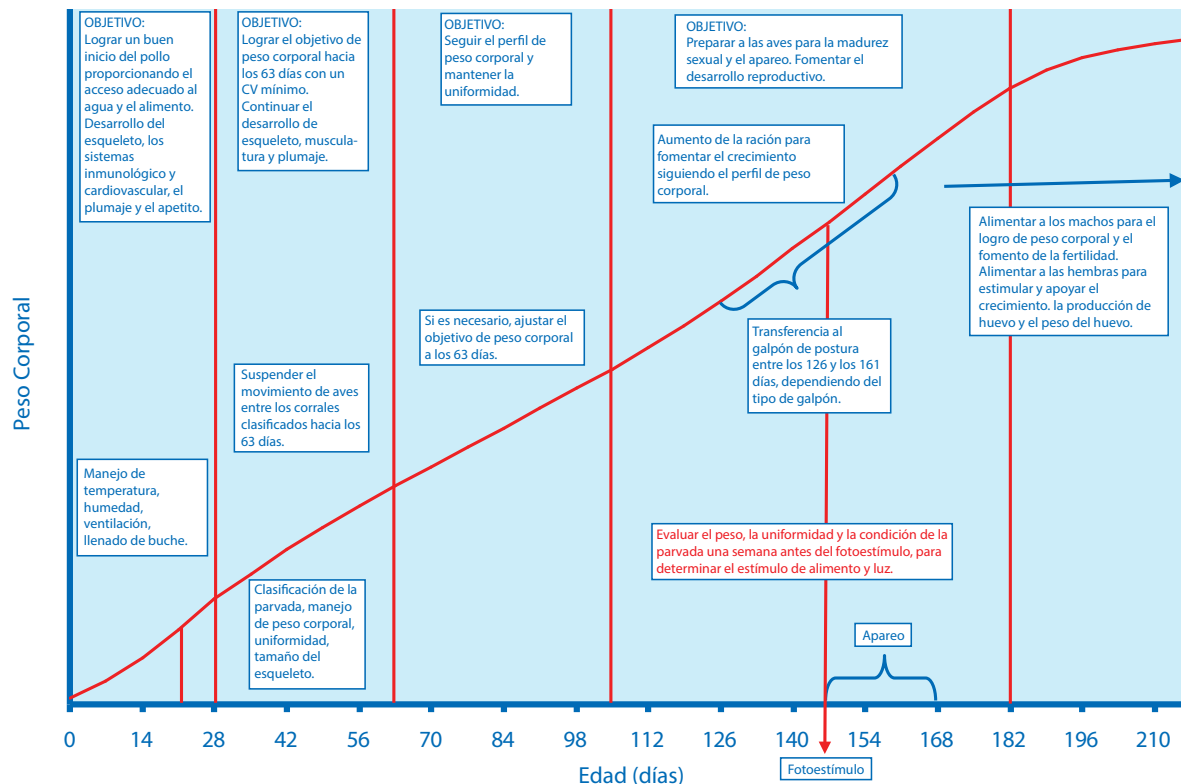 OBJETIVO:
Lograr un buen
inicio del pollo
proporcionando el
acceso adecuado al
agua y el alimento.
Desarrollo del
esqueleto, los
sistemas
inmunológico y
cardiovascular, el
plumaje y el apetito.
OBJETIVO:
Lograr el objetivo de
peso corporal hacia
los 63 días con un
CV mínimo.
Continuar el
desarrollo de
esqueleto, muscula-
tura y plumaje.
OBJETIVO:
Seguir el perfil de
peso corporal y
mantener la
uniformidad.
OBJETIVO:
Preparar a las aves para la madurez
sexual y el apareo. Fomentar el
desarrollo reproductivo.
Aumento de la ración para
fomentar el crecimiento
siguiendo el perfil de peso
corporal.
Alimentar a los machos para el
logro de peso corporal y el
fomento de la fertilidad.
Alimentar a las hembras para
estimular y apoyar el
crecimiento. la producción de
huevo y el peso del huevo.
Si es necesario, ajustar el
objetivo de peso corporal
a los 63 días.
Transferencia al
galpón de postura
entre los 126 y los 161
días, dependiendo del
tipo de galpón.
Suspender el
movimiento de aves
entre los corrales
clasificados hacia los
63 días.
Manejo de
temperatura,
humedad,
ventilación,
llenado de buche.
Evaluar el peso, la uniformidad y la condición de la
parvada una semana antes del fotoestímulo, para
determinar el estímulo de alimento y luz.
Clasificación de la
parvada, manejo
de peso corporal,
uniformidad,
tamaño del
esqueleto.
Apareo
Peso Corporal
0 14 28 42 56 70 84 98 112 126 140 154 168 182 196 210
Fotoestímulo
Edad (días)